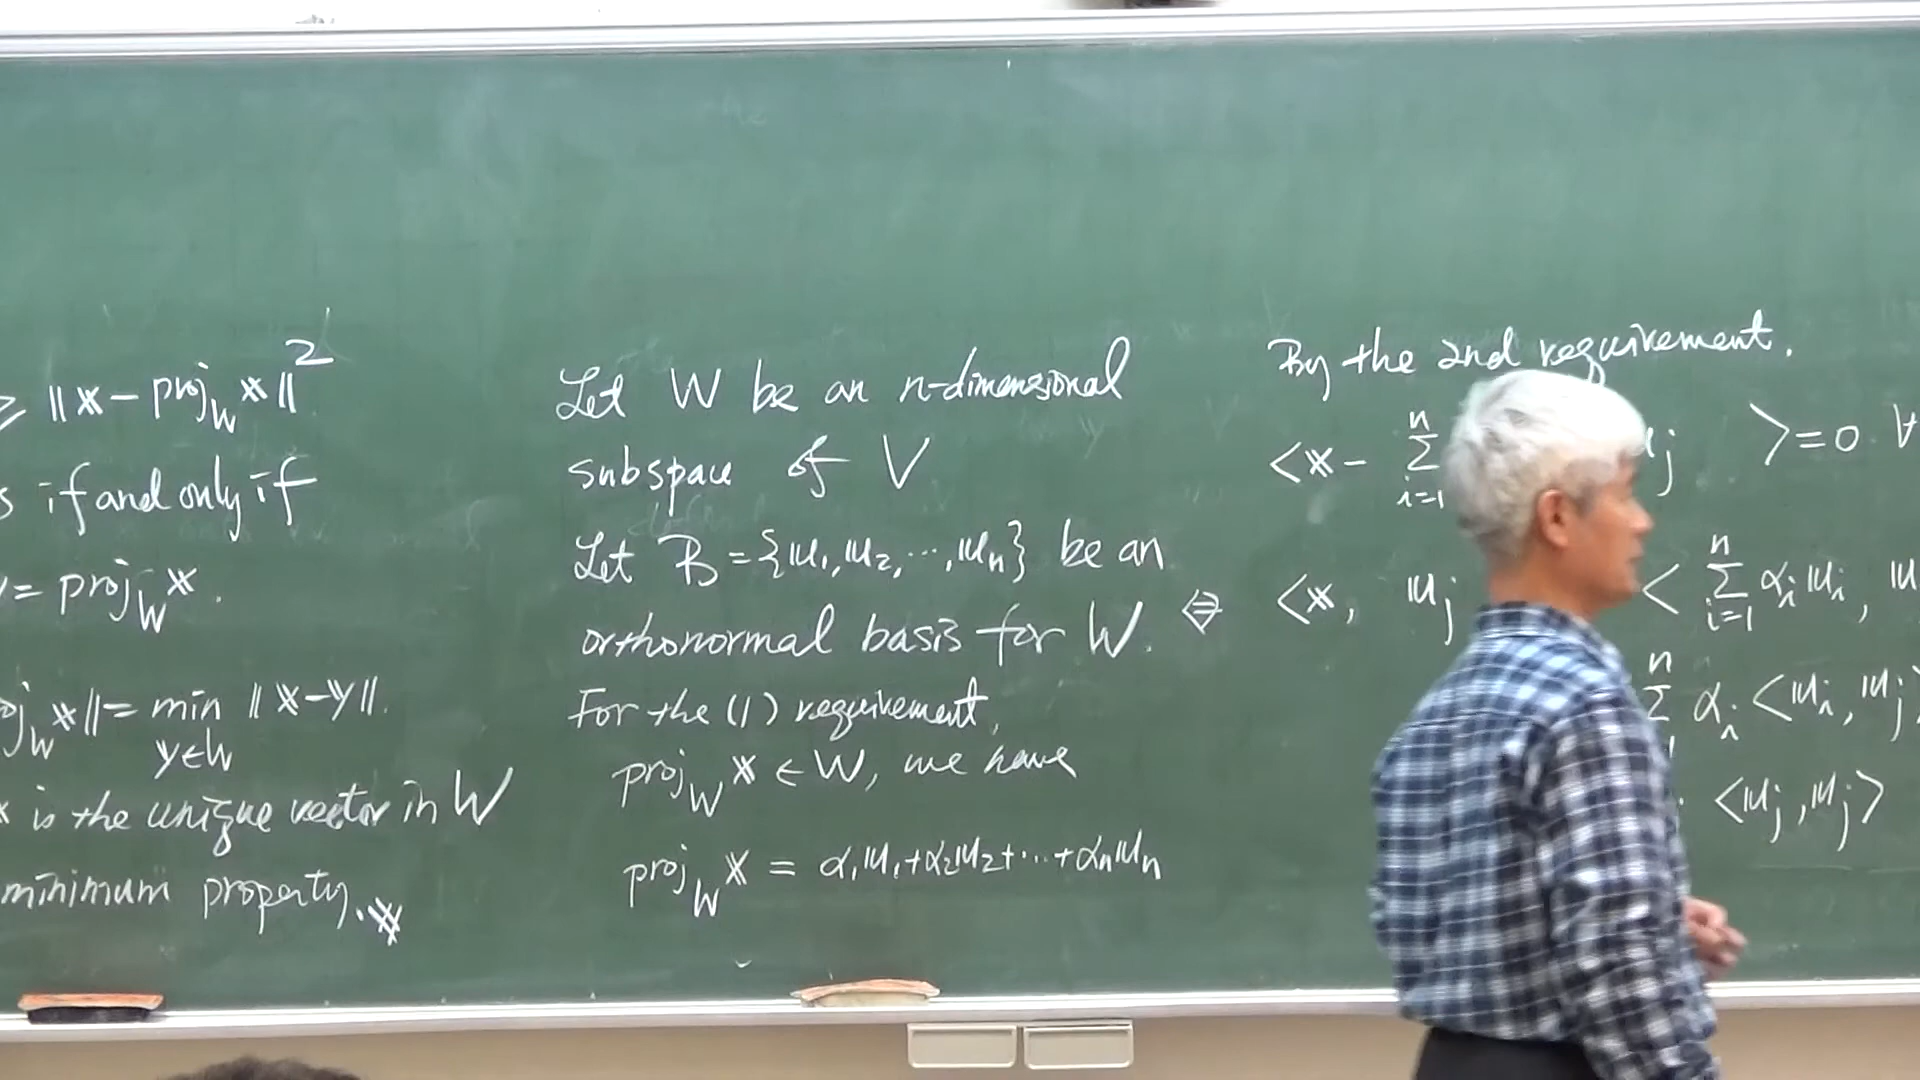 ≥ ‖𝕩 − proj_W 𝕩‖²
s if and only if
= proj_W 𝕩.
j_W 𝕩‖ = min ‖𝕩 − 𝕪‖.
y∈W
𝕩 is the unique vector in W
minimum property.
Let W be an n-dimensional
subspace of V
Let B = {𝕦₁, 𝕦₂, ⋯, 𝕦ₙ} be an
orthonormal basis for W.
For the (1) requirement,
proj_W 𝕩 ∈ W, we have
proj_W 𝕩 = α₁𝕦₁ + α₂𝕦₂ + ⋯ + αₙ𝕦ₙ
By the 2nd requirement.
<𝕩 − Σ_{i=1}^{n} 𝕦_j > = 0 ∀
⇔ <𝕩, 𝕦_j < Σ_{i=1}^{n} α_i 𝕦_i, 𝕦
Σ^{n} α_i <𝕦_i, 𝕦_j>
<𝕦_j, 𝕦_j>